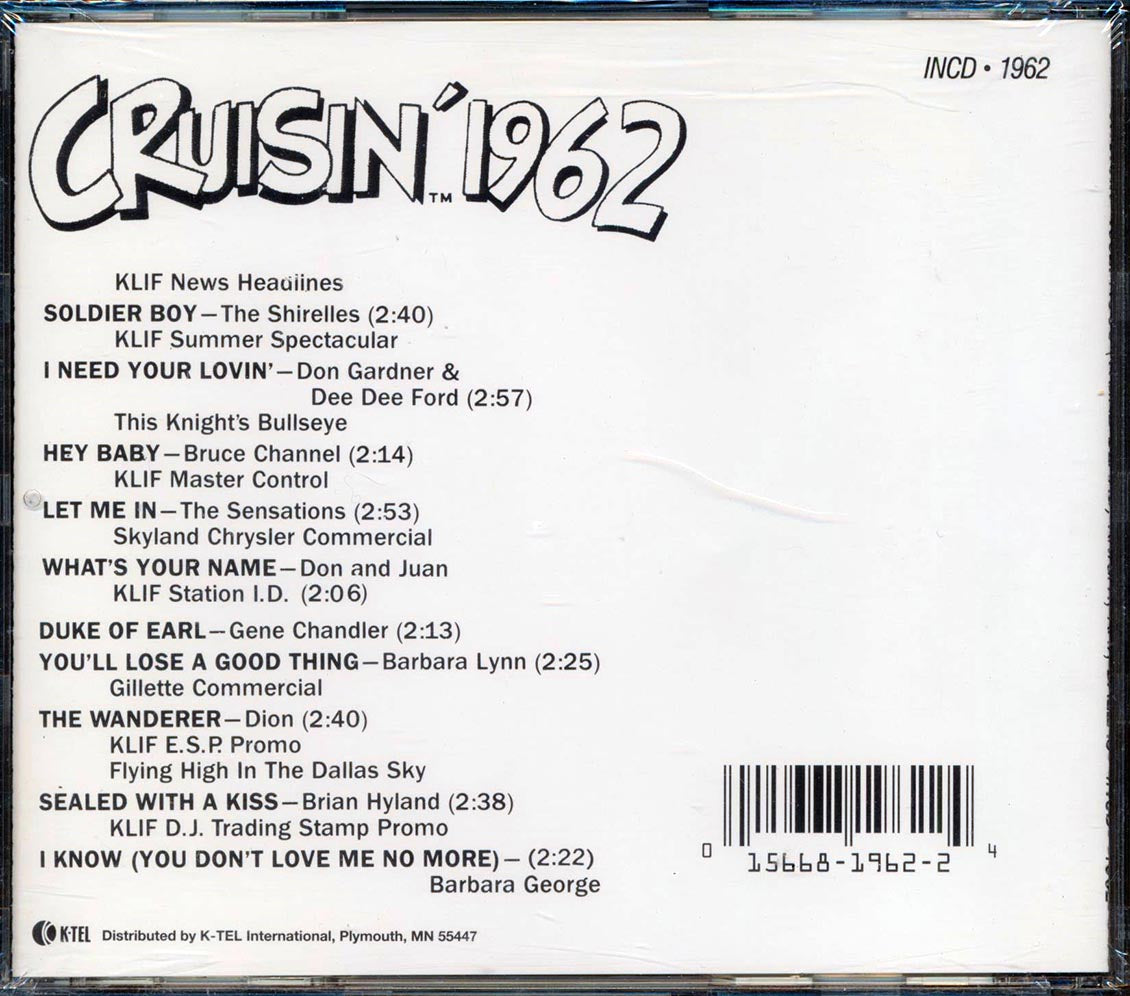 INCD • 1962
CRUISIN' 1962
TM
KLIF News Headlines
SOLDIER BOY—The Shirelles (2:40)
KLIF Summer Spectacular
I NEED YOUR LOVIN'—Don Gardner &
Dee Dee Ford (2:57)
This Knight's Bullseye
HEY BABY—Bruce Channel (2:14)
KLIF Master Control
LET ME IN—The Sensations (2:53)
Skyland Chrysler Commercial
WHAT'S YOUR NAME—Don and Juan
KLIF Station I.D. (2:06)
DUKE OF EARL—Gene Chandler (2:13)
YOU'LL LOSE A GOOD THING—Barbara Lynn (2:25)
Gillette Commercial
THE WANDERER—Dion (2:40)
KLIF E.S.P. Promo
Flying High In The Dallas Sky
SEALED WITH A KISS—Brian Hyland (2:38)
KLIF D.J. Trading Stamp Promo
I KNOW (YOU DON'T LOVE ME NO MORE)— (2:22)
Barbara George
0 15668-1962-2 4
K-TEL Distributed by K-TEL International, Plymouth, MN 55447